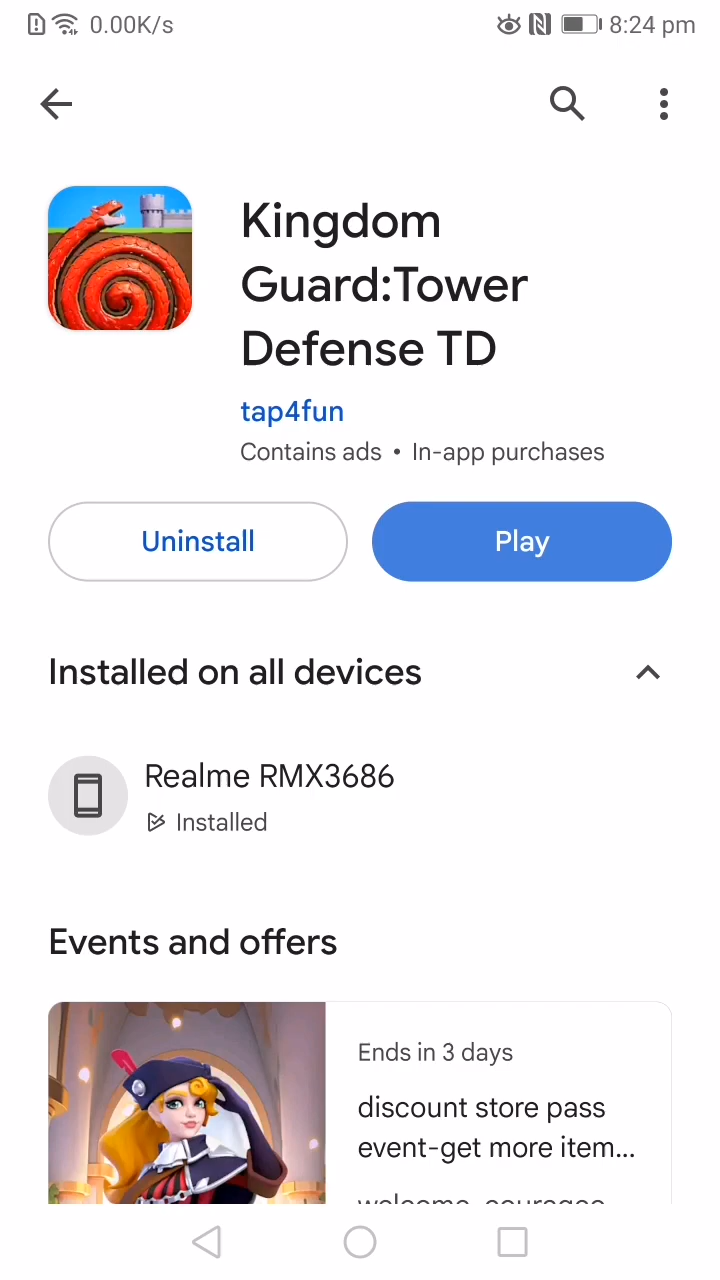 0.00K/s
8:24 pm
Kingdom
Guard:Tower
Defense TD
tap4fun
Contains ads • In-app purchases
Uninstall
Play
Installed on all devices
Realme RMX3686
Installed
Events and offers
Ends in 3 days
discount store pass
event-get more item...